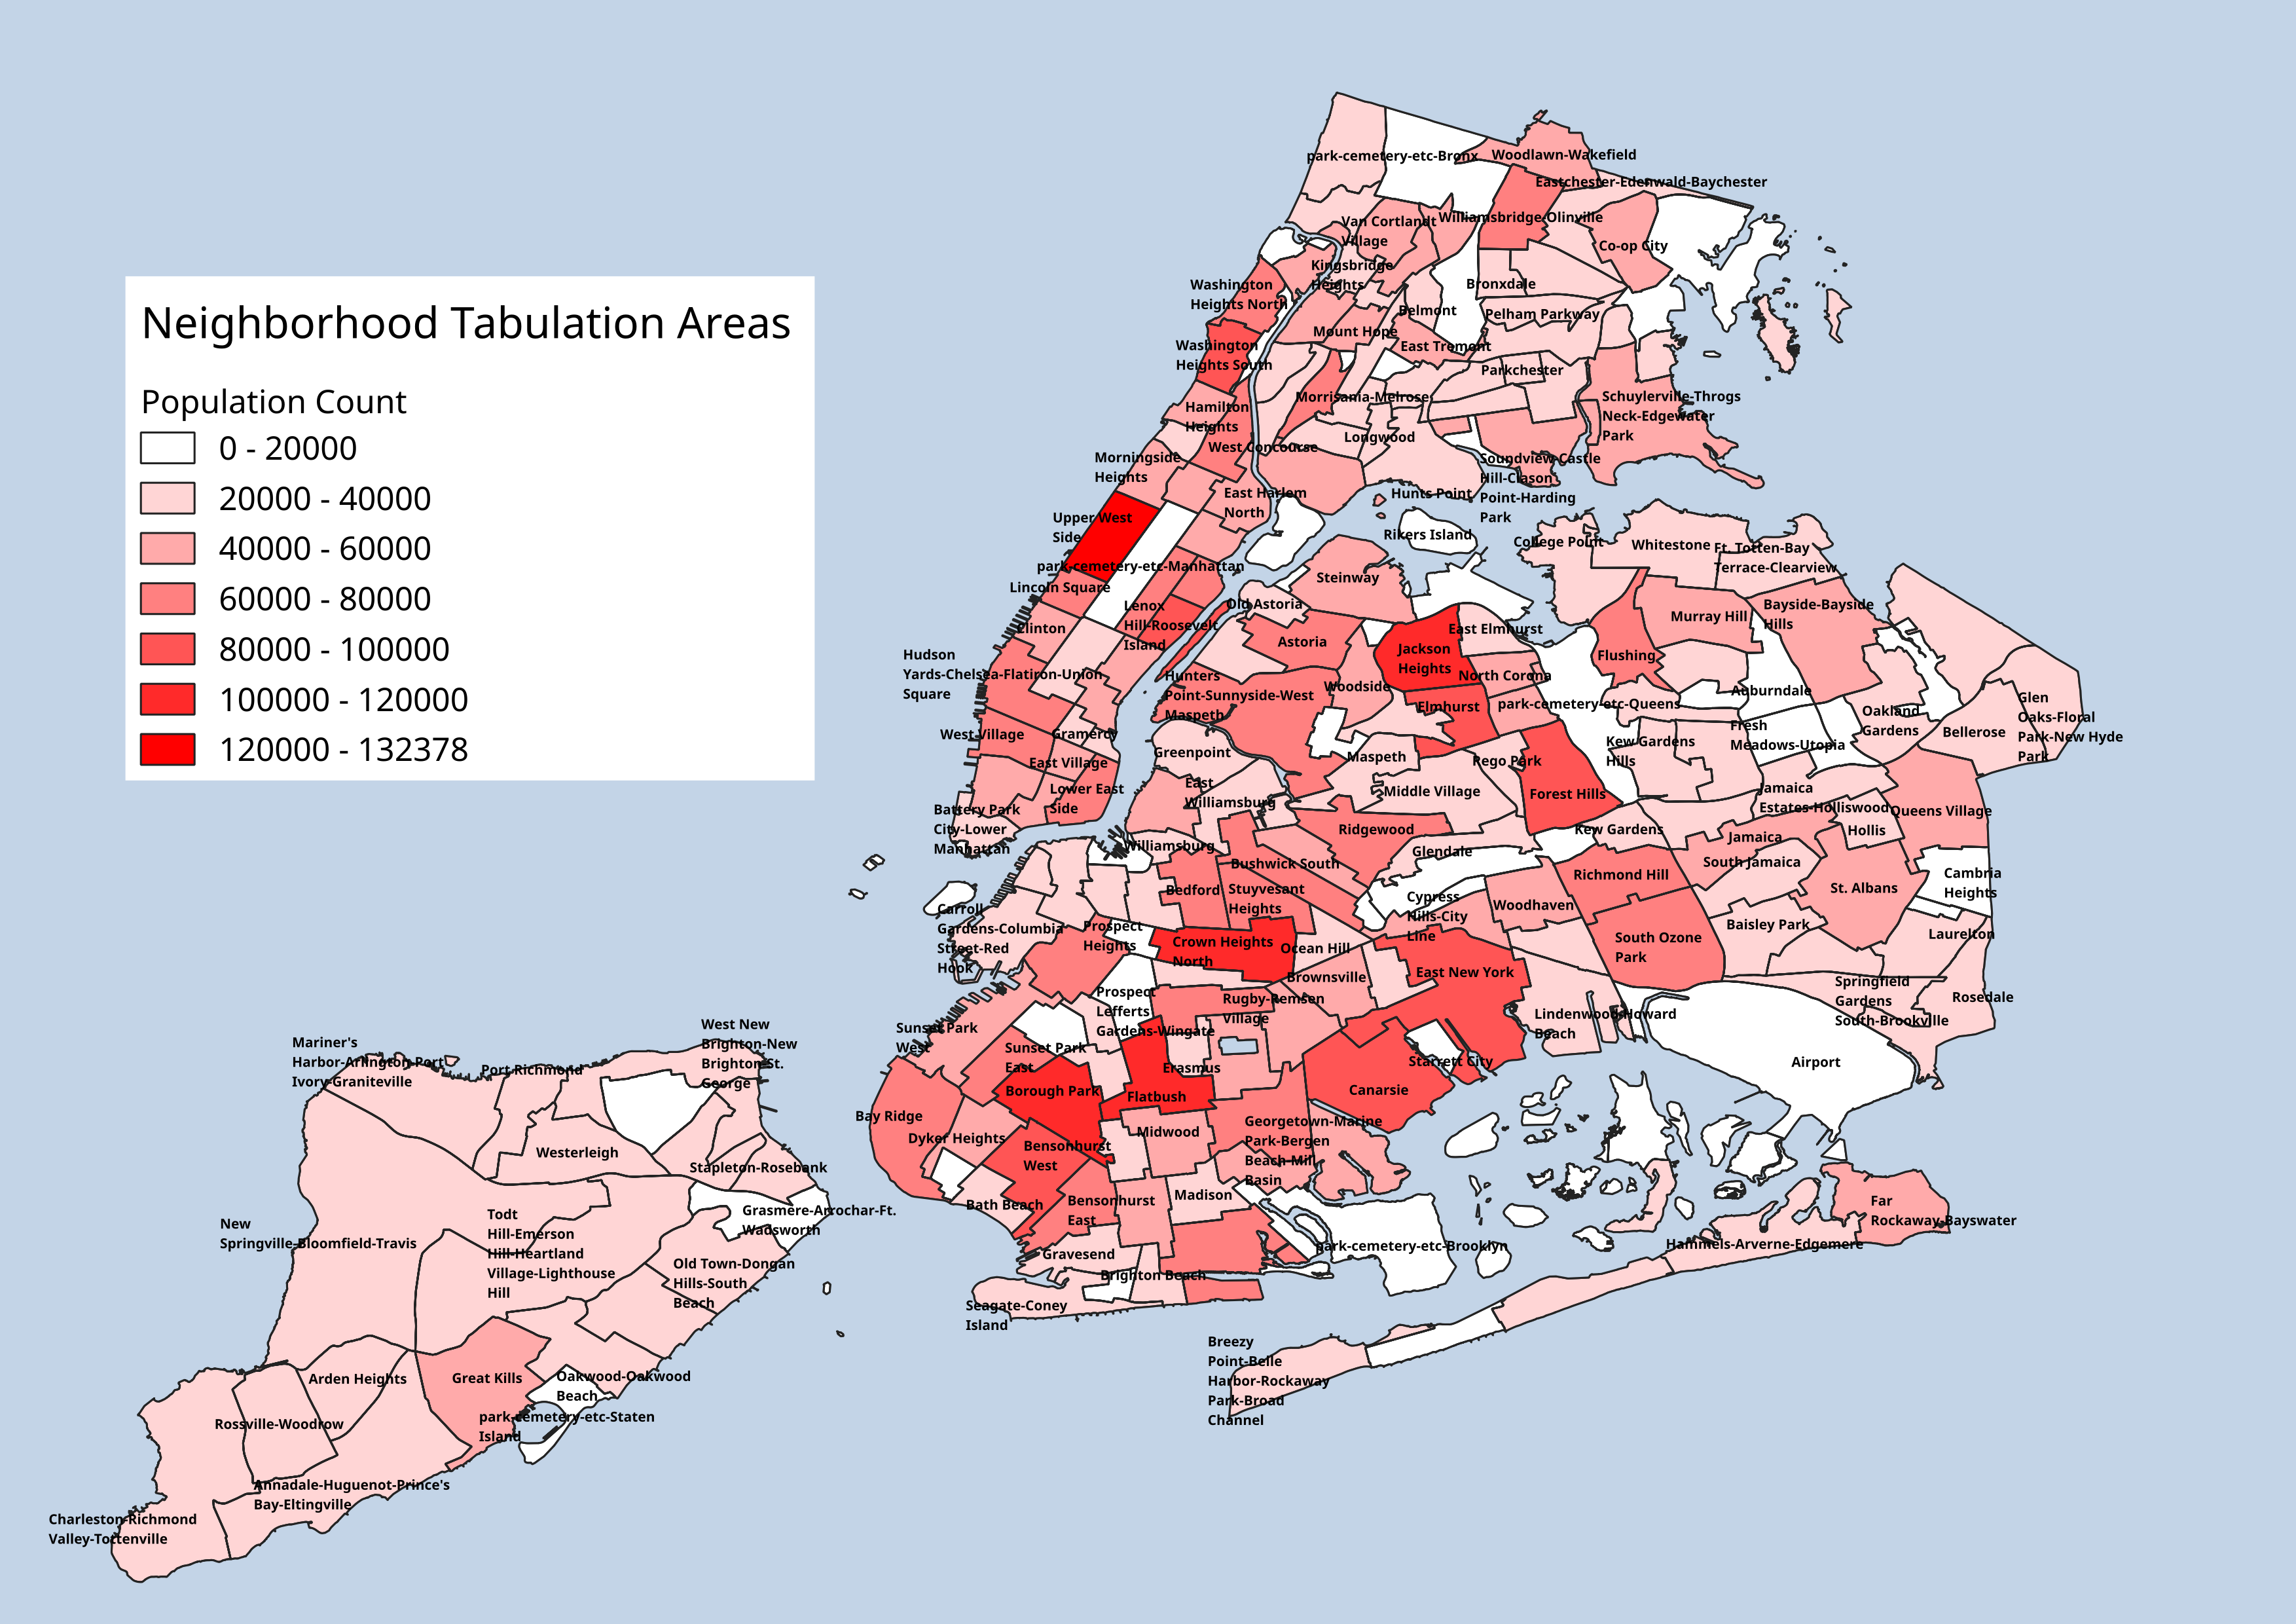 Neighborhood Tabulation Areas
Population Count
0 - 20000
20000 - 40000
40000 - 60000
60000 - 80000
80000 - 100000
100000 - 120000
120000 - 132378
park-cemetery-etc-Bronx
Woodlawn-Wakefield
Eastchester-Edenwald-Baychester
Van Cortlandt
Village
Williamsbridge-Olinville
Co-op City
Kingsbridge
Heights
Washington
Heights North
Bronxdale
Belmont
Pelham Parkway
Mount Hope
East Tremont
Washington
Heights South
Parkchester
Morrisania-Melrose
Schuylerville-Throgs
Neck-Edgewater
Park
Hamilton
Heights
West Concourse
Longwood
Morningside
Heights
Soundview-Castle
Hill-Clason
Point-Harding
Park
East Harlem
North
Hunts Point
Upper West
Side
Rikers Island
College Point
Whitestone
Ft. Totten-Bay
Terrace-Clearview
park-cemetery-etc-Manhattan
Steinway
Lincoln Square
Lenox
Hill-Roosevelt
Island
Old Astoria
Bayside-Bayside
Hills
Murray Hill
Clinton
Astoria
East Elmhurst
Jackson
Heights
Flushing
Hudson
Yards-Chelsea-Flatiron-Union
Square
Hunters
Point-Sunnyside-West
Maspeth
Woodside
North Corona
Auburndale
Elmhurst
park-cemetery-etc-Queens
Glen
Oaks-Floral
Park-New Hyde
Park
Oakland
Gardens
Fresh
Meadows-Utopia
Bellerose
West Village
Gramercy
Kew Gardens
Hills
Greenpoint
Maspeth
Rego Park
East Village
East
Williamsburg
Lower East
Side
Middle Village
Forest Hills
Jamaica
Estates-Holliswood
Queens Village
Battery Park
City-Lower
Manhattan
Ridgewood
Kew Gardens
Hollis
Jamaica
Williamsburg
Glendale
Bushwick South
South Jamaica
Richmond Hill
Cambria
Heights
St. Albans
Bedford
Stuyvesant
Heights
Cypress
Hills-City
Line
Woodhaven
Carroll
Gardens-Columbia
Street-Red
Hook
Prospect
Heights
Baisley Park
Laurelton
Crown Heights
North
Ocean Hill
South Ozone
Park
East New York
Brownsville
Springfield
Gardens
South-Brookville
Rosedale
Prospect
Lefferts
Gardens-Wingate
Rugby-Remsen
Village
Lindenwood-Howard
Beach
Sunset Park
West
Sunset Park
East
Starrett City
Airport
Erasmus
Borough Park
Flatbush
Canarsie
Bay Ridge
Georgetown-Marine
Park-Bergen
Beach-Mill
Basin
Midwood
Dyker Heights
Bensonhurst
West
Madison
Bath Beach
Bensonhurst
East
Far
Rockaway-Bayswater
Gravesend
park-cemetery-etc-Brooklyn
Hammels-Arverne-Edgemere
Brighton Beach
Seagate-Coney
Island
Breezy
Point-Belle
Harbor-Rockaway
Park-Broad
Channel
West New
Brighton-New
Brighton-St.
George
Mariner's
Harbor-Arlington-Port
Ivory-Graniteville
Port Richmond
Westerleigh
Stapleton-Rosebank
Grasmere-Arrochar-Ft.
Wadsworth
New
Springville-Bloomfield-Travis
Todt
Hill-Emerson
Hill-Heartland
Village-Lighthouse
Hill
Old Town-Dongan
Hills-South
Beach
Arden Heights
Great Kills
Oakwood-Oakwood
Beach
Rossville-Woodrow
park-cemetery-etc-Staten
Island
Annadale-Huguenot-Prince's
Bay-Eltingville
Charleston-Richmond
Valley-Tottenville